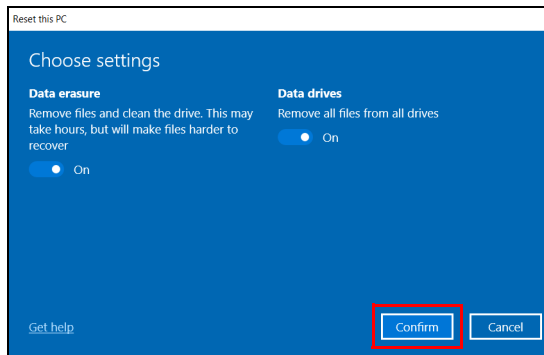 Reset this PC
Choose settings
Data erasure
Remove files and clean the drive. This may
take hours, but will make files harder to
recover
On
Data drives
Remove all files from all drives
On
Get help
Confirm
Cancel